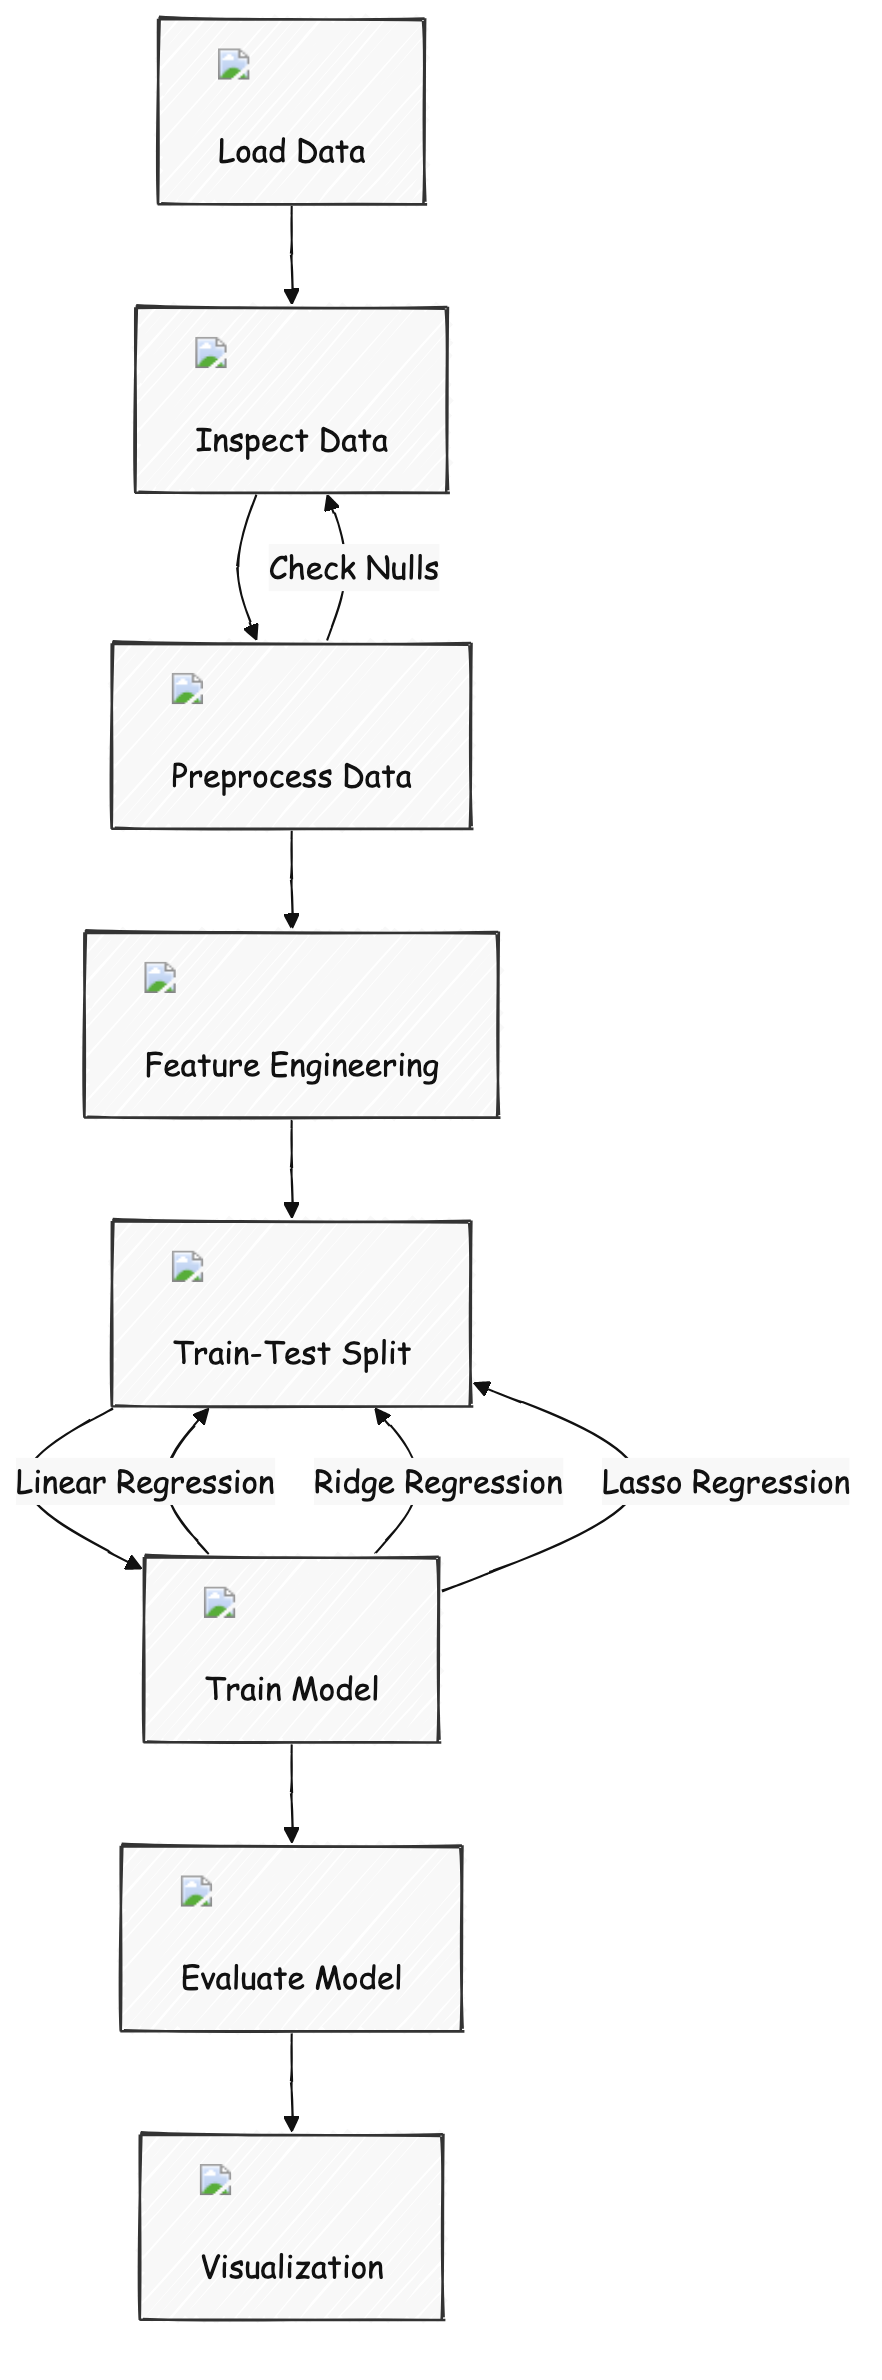 Load Data
Inspect Data
Check Nulls
Preprocess Data
Feature Engineering
Train-Test Split
Linear Regression
Ridge Regression
Lasso Regression
Train Model
Evaluate Model
Visualization